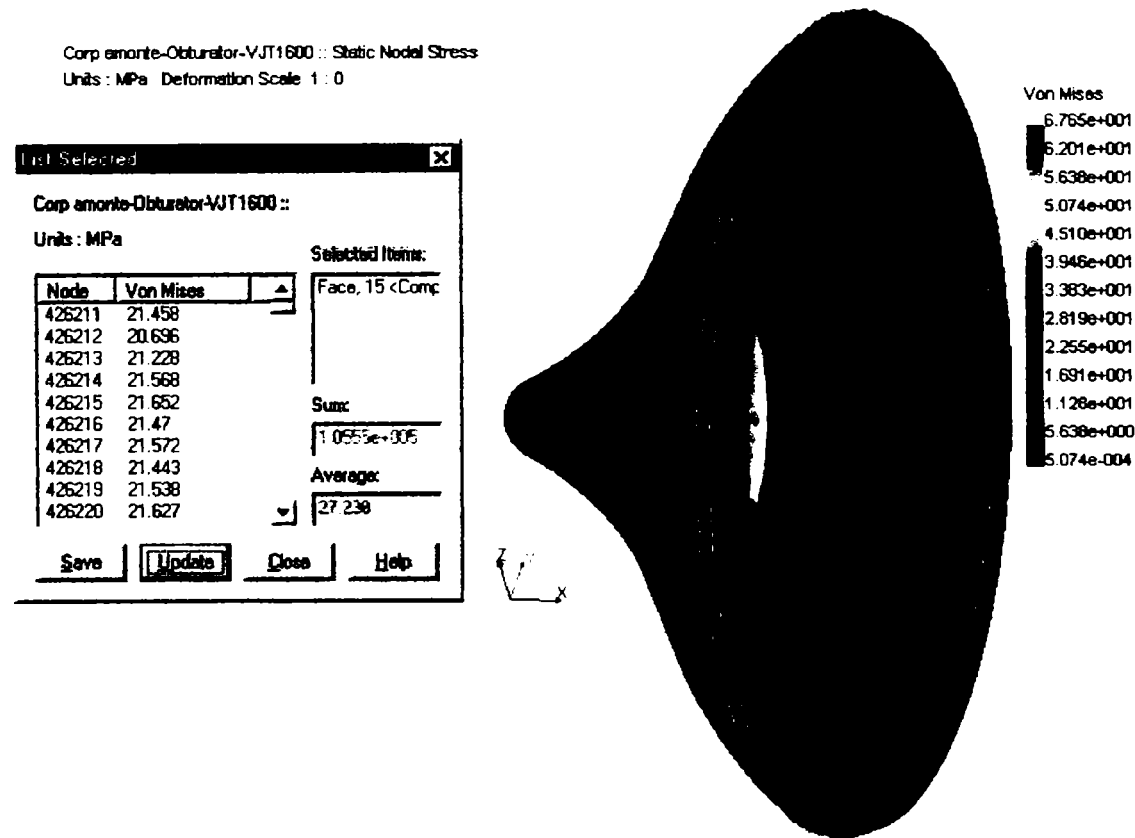 Corp amonte-Obturator-VJT1600 :: Static Nodal Stress
Units : MPa Deformation Scale 1 : 0
List Selected
Corp amonte-Obturator-VJT1600 ::
Units : MPa
Selected Items:
Face, 15 <Comp
Node Von Mises
426211 21.458
426212 20.696
426213 21.228
426214 21.568
426215 21.652
426216 21.47
426217 21.572
426218 21.443
426219 21.538
426220 21.627
Sum:
1.0555e+006
Average:
27.238
Save Update Close Help
Z Y
X
Von Mises
6.765e+001
6.201e+001
5.638e+001
5.074e+001
4.510e+001
3.946e+001
3.383e+001
2.819e+001
2.255e+001
1.691e+001
1.128e+001
5.638e+000
5.074e-004